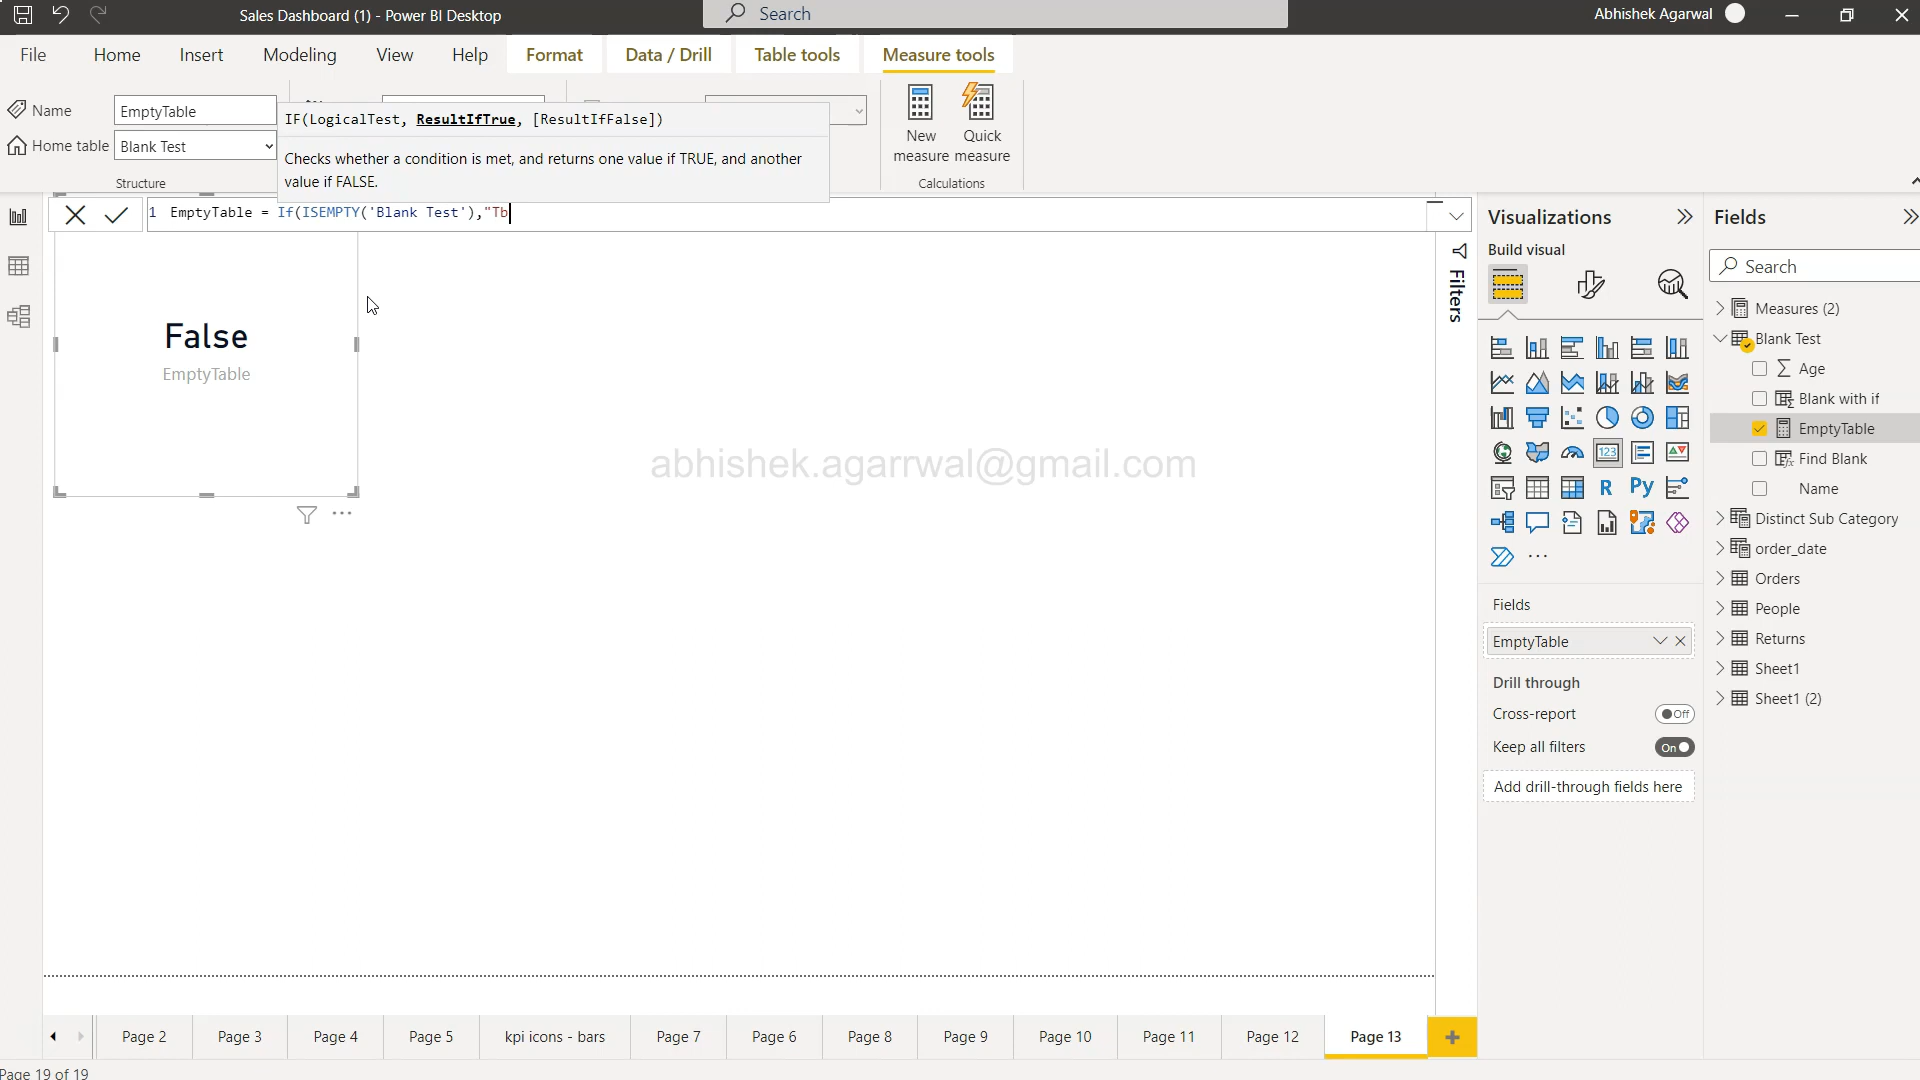 Sales Dashboard (1) - Power BI Desktop
Search
Abhishek Agarwal
File
Home
Insert
Modeling
View
Help
Format
Data / Drill
Table tools
Measure tools
Name
EmptyTable
Home table
Blank Test
Structure
IF(LogicalTest, ResultIfTrue, [ResultIfFalse])
Checks whether a condition is met, and returns one value if TRUE, and another
value if FALSE.
New
measure
Quick
measure
Calculations
1 EmptyTable = If(ISEMPTY('Blank Test'),"Tb
False
EmptyTable
abhishek.agarrwal@gmail.com
Filters
Visualizations
Build visual
123
R
Py
Fields
EmptyTable
Drill through
Cross-report
Off
Keep all filters
On
Add drill-through fields here
Fields
Search
Measures (2)
Blank Test
Age
Blank with if
EmptyTable
Find Blank
Name
Distinct Sub Category
order_date
Orders
People
Returns
Sheet1
Sheet1 (2)
Page 2
Page 3
Page 4
Page 5
kpi icons - bars
Page 7
Page 6
Page 8
Page 9
Page 10
Page 11
Page 12
Page 13
Page 19 of 19